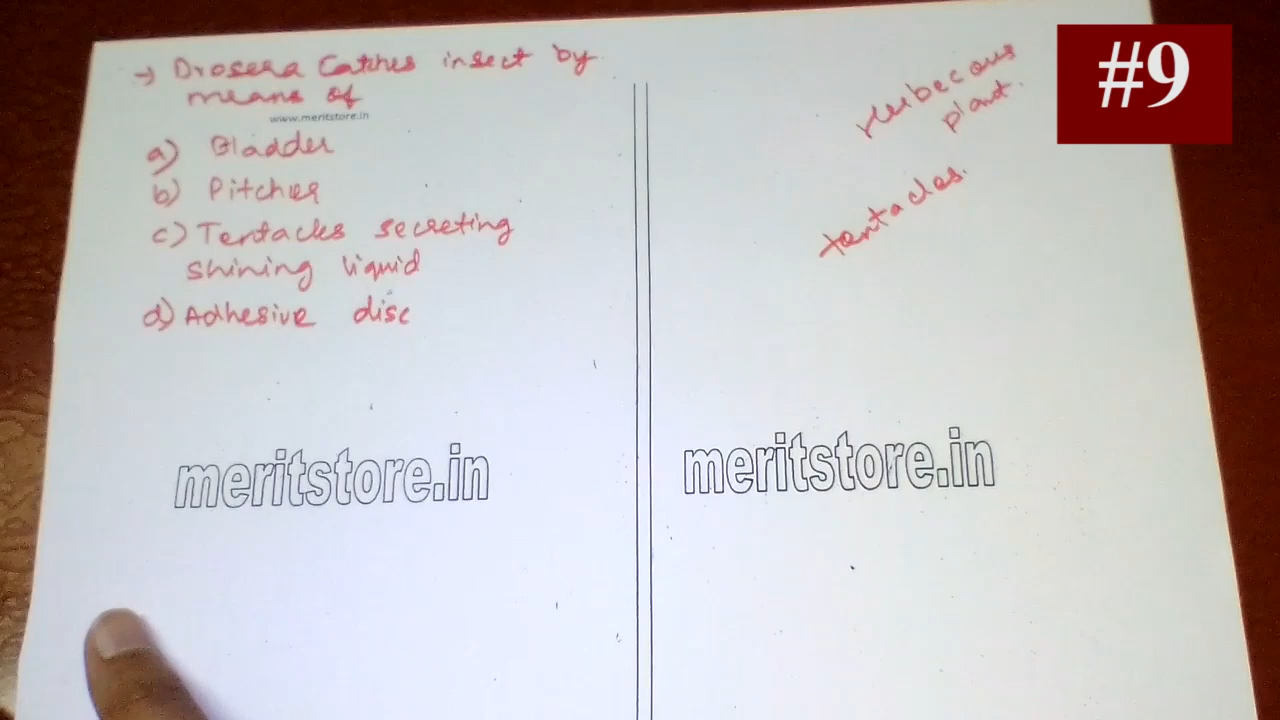 → Drosera Catches insect by
means of
www.meritstore.in
a) Bladder
b) Pitcher
c) Tentacles secreting
shining liquid
d) Adhesive disc
Herbecous
plant.
tentacles.
#9
meritstore.in
meritstore.in